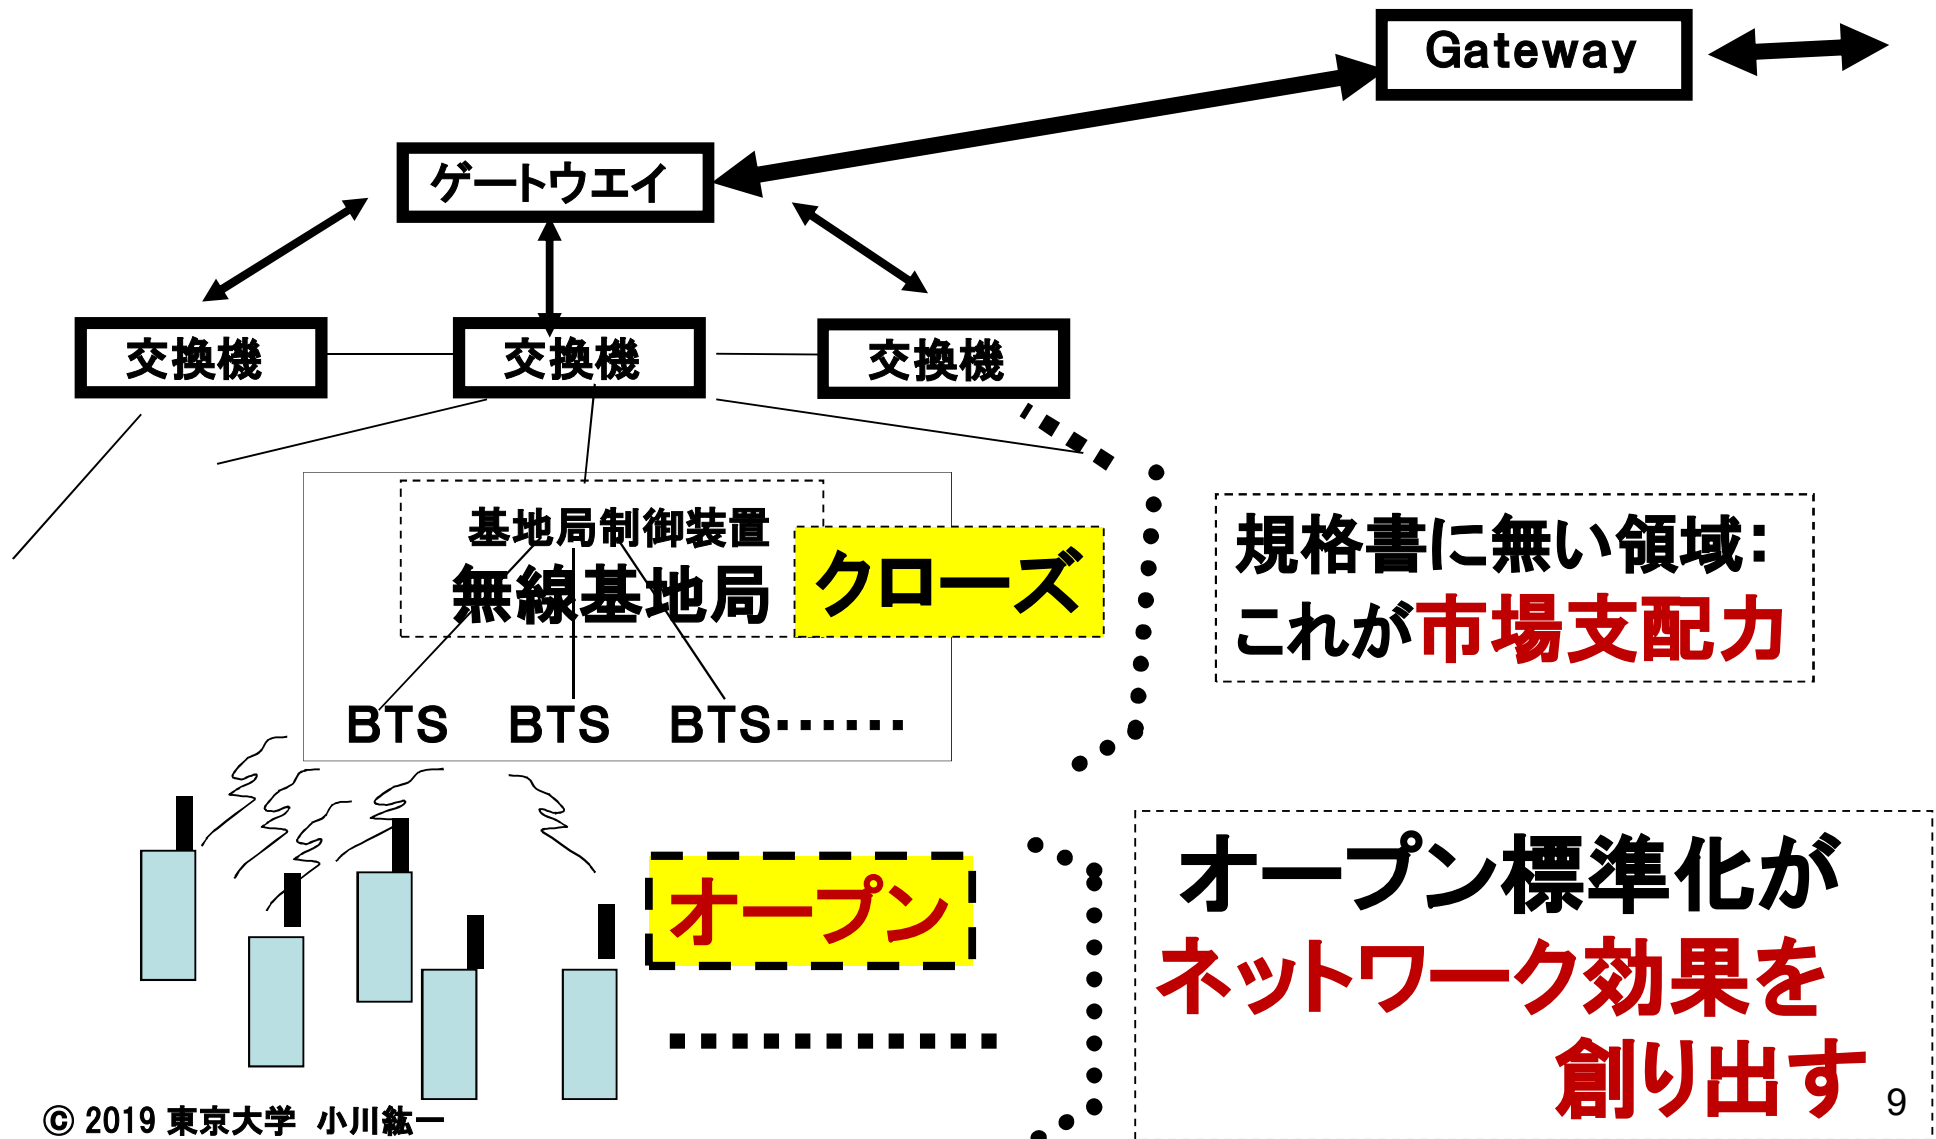 Gateway
ゲートウエイ
交換機
交換機
交換機
基地局制御装置
無線基地局
クローズ
規格書に無い領域：
これが市場支配力
BTS
BTS
BTS……
オープン
オープン標準化が
ネットワーク効果を
創り出す
© 2019 東京大学 小川紘一
9